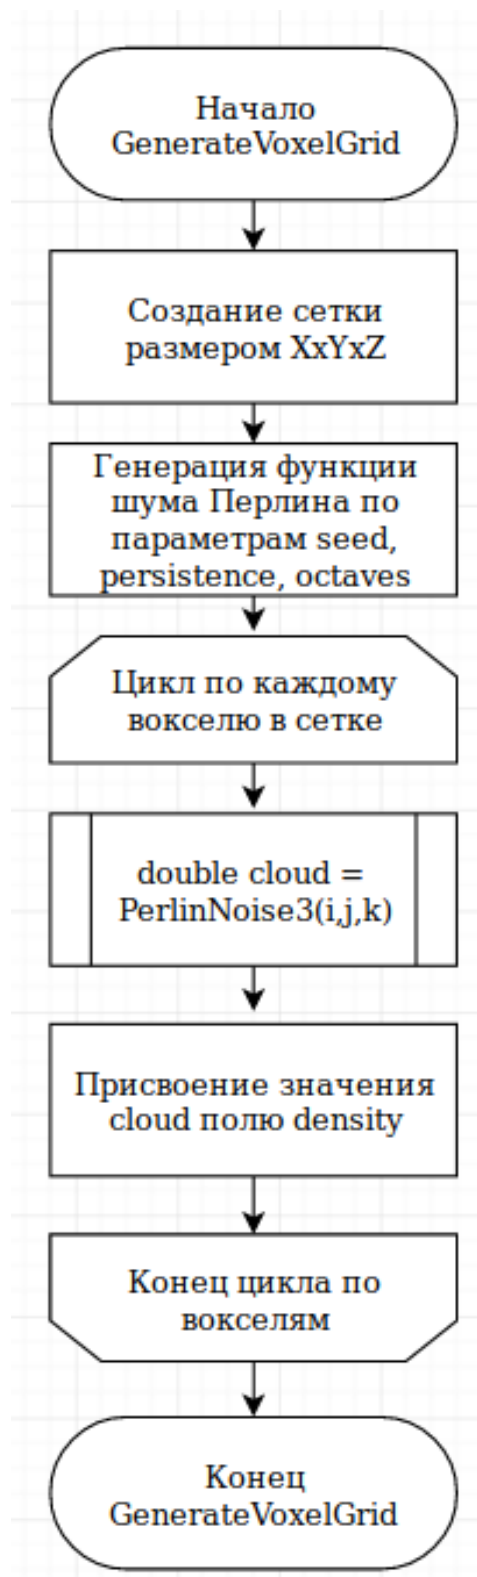 Начало
GenerateVoxelGrid
Создание сетки
размером XxYxZ
Генерация функции
шума Перлина по
параметрам seed,
persistence, octaves
Цикл по каждому
вокселю в сетке
double cloud =
PerlinNoise3(i,j,k)
Присвоение значения
cloud полю density
Конец цикла по
вокселям
Конец
GenerateVoxelGrid